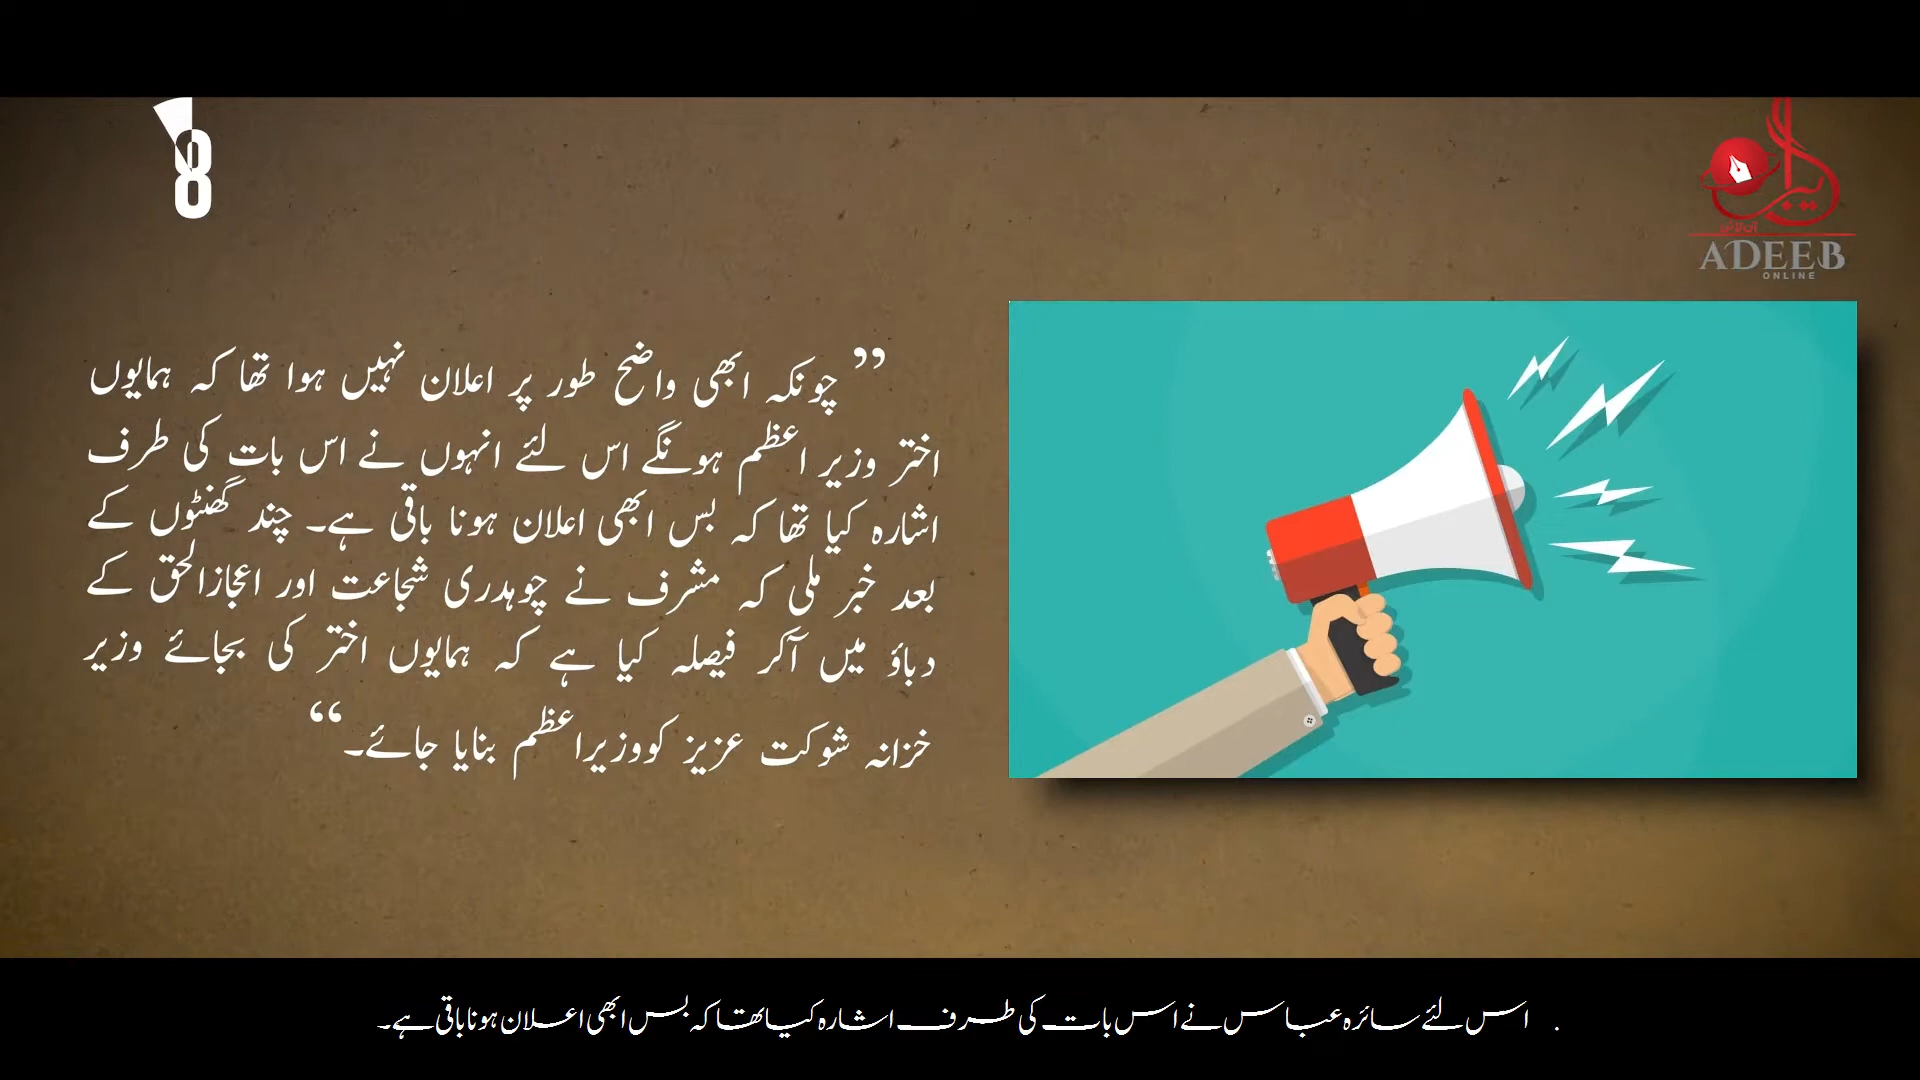 8
ADEEB
ONLINE
”چونکہ ابھی واضح طور پر اعلان نہیں ہوا تھا کہ ہمایوں
اختر وزیر اعظم ہونگے اس لئے انہوں نے اس بات کی طرف
اشارہ کیا تھا کہ بس ابھی اعلان ہونا باقی ہے۔ چند گھنٹوں کے
بعد خبر ملی کہ مشرف نے چوہدری شجاعت اور اعجازالحق کے
دباؤ میں آکر فیصلہ کیا ہے کہ ہمایوں اختر کی بجائے وزیر
خزانہ شوکت عزیز کووزیراعظم بنایا جائے۔“
. اس لئے سائرہ عباس نے اس بات کی طرف اشارہ کیا تھا کہ بس ابھی اعلان ہونا باقی ہے۔